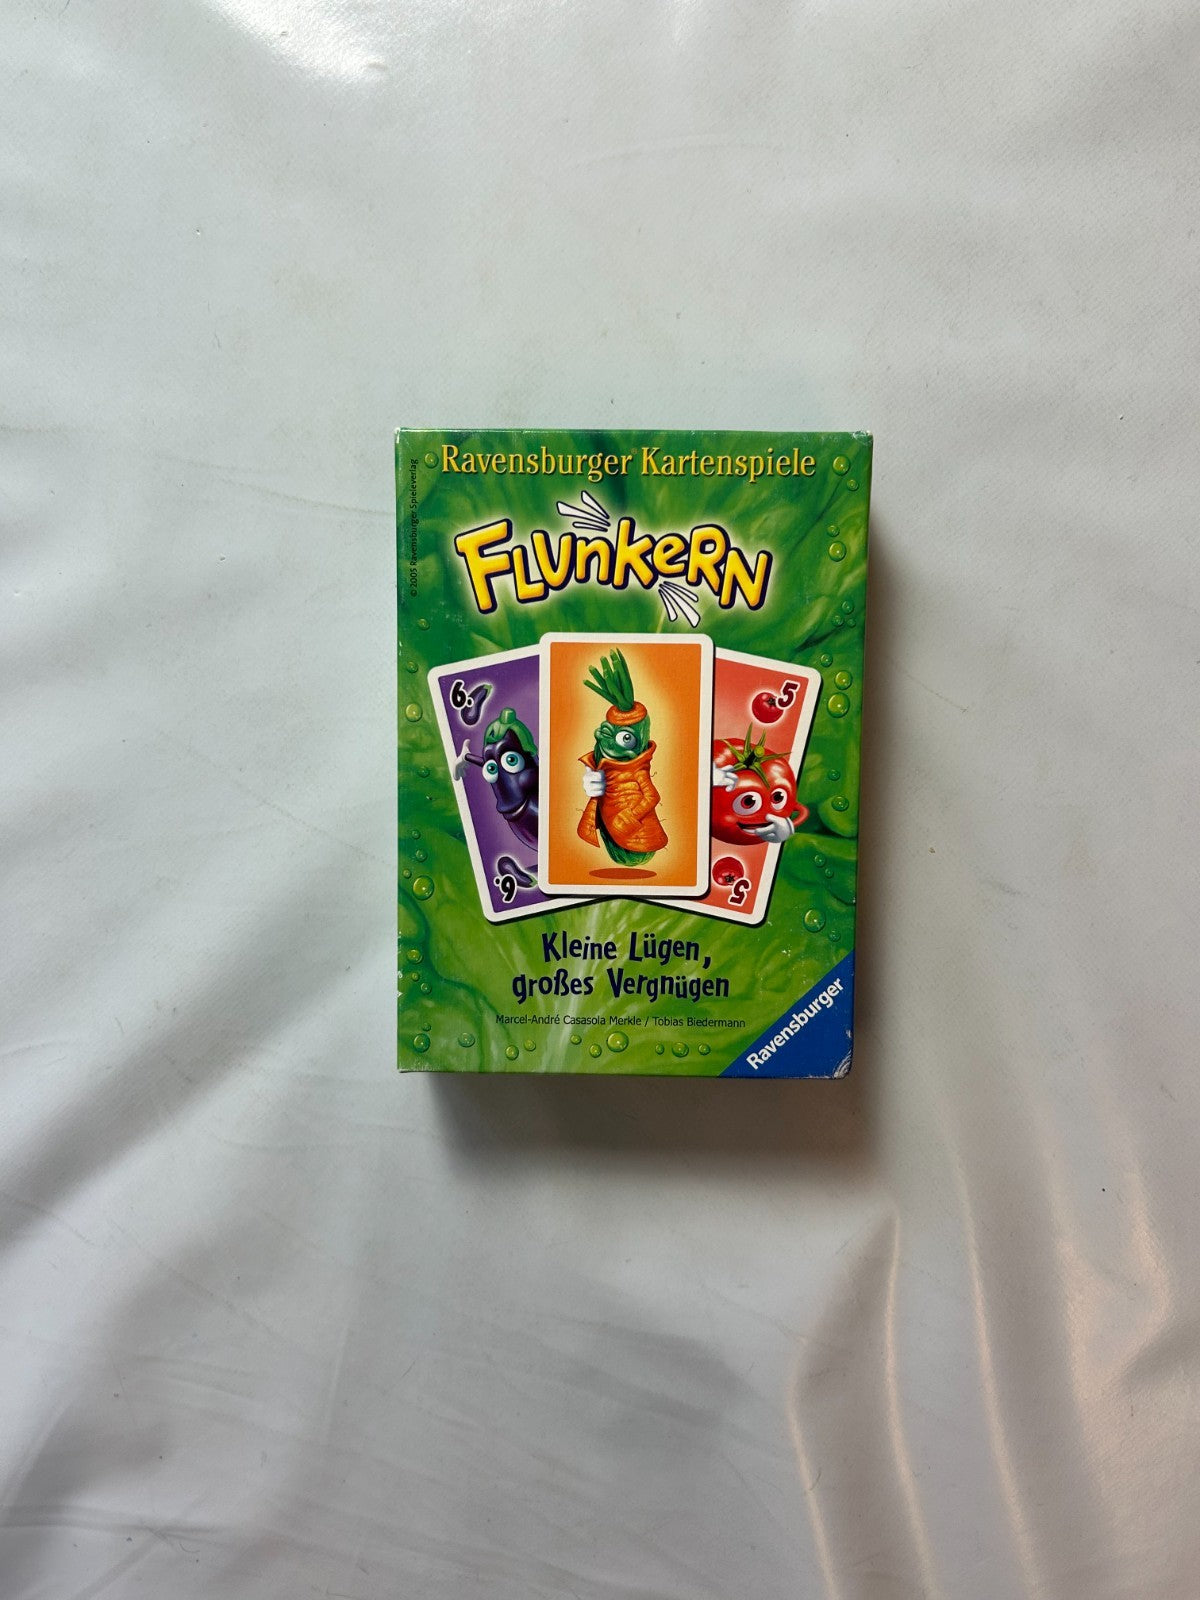 Ravensburger® Kartenspiele
© 2005 Ravensburger Spieleverlag
FLUNKERN
6.
5
6.
5
Kleine Lügen,
großes Vergnügen
Marcel-André Casasola Merkle / Tobias Biedermann
Ravensburger